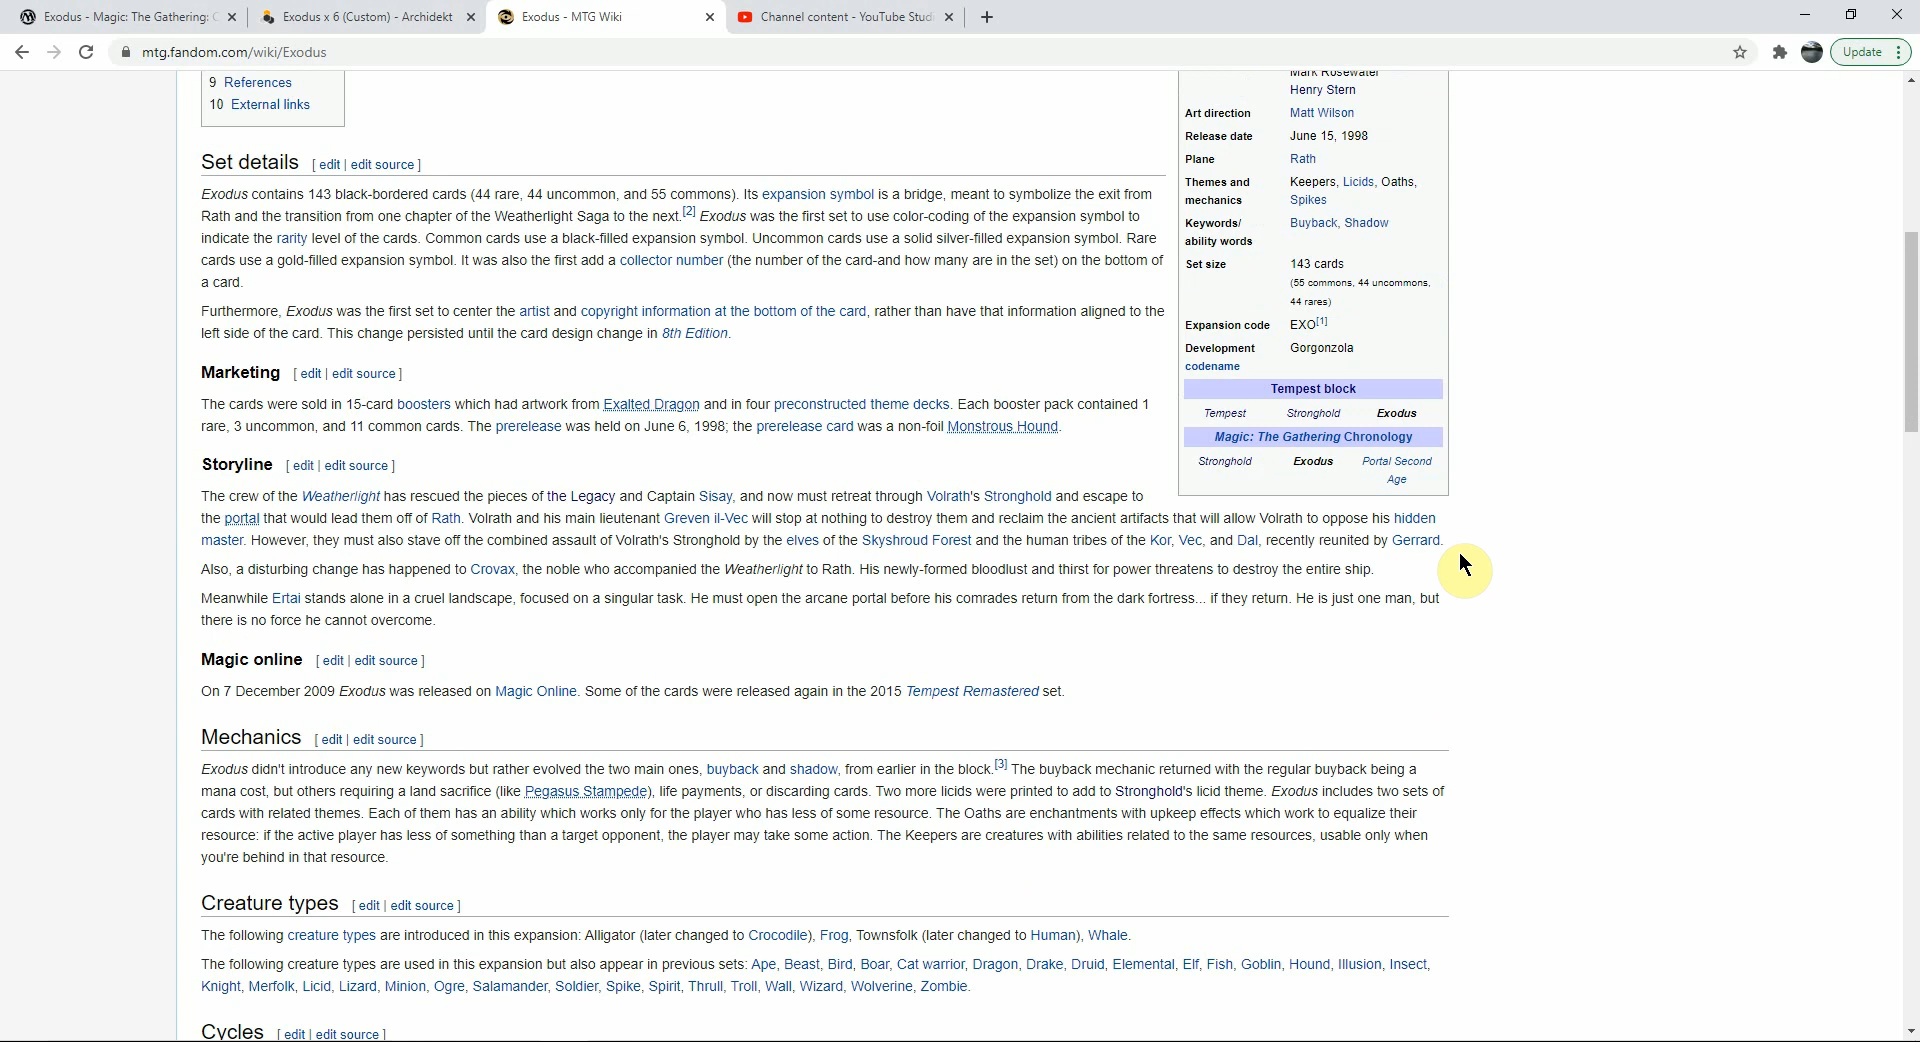 Exodus - Magic: The Gathering: C
Exodus x 6 (Custom) - Archidekt
Exodus - MTG Wiki
Channel content - YouTube Studi
mtg.fandom.com/wiki/Exodus
Update
9 References
10 External links
Mark Rosewater
Henry Stern
Art direction Matt Wilson
Release date June 15, 1998
Plane Rath
Themes and mechanics Keepers, Licids, Oaths, Spikes
Keywords/ ability words Buyback, Shadow
Set size 143 cards
(55 commons, 44 uncommons,
44 rares)
Expansion code EXO[1]
Development codename Gorgonzola
Tempest block
Tempest Stronghold Exodus
Magic: The Gathering Chronology
Stronghold Exodus Portal Second Age
Set details [ edit | edit source ]
Exodus contains 143 black-bordered cards (44 rare, 44 uncommon, and 55 commons). Its expansion symbol is a bridge, meant to symbolize the exit from
Rath and the transition from one chapter of the Weatherlight Saga to the next.[2] Exodus was the first set to use color-coding of the expansion symbol to
indicate the rarity level of the cards. Common cards use a black-filled expansion symbol. Uncommon cards use a solid silver-filled expansion symbol. Rare
cards use a gold-filled expansion symbol. It was also the first add a collector number (the number of the card-and how many are in the set) on the bottom of
a card.
Furthermore, Exodus was the first set to center the artist and copyright information at the bottom of the card, rather than have that information aligned to the
left side of the card. This change persisted until the card design change in 8th Edition.
Marketing [ edit | edit source ]
The cards were sold in 15-card boosters which had artwork from Exalted Dragon and in four preconstructed theme decks. Each booster pack contained 1
rare, 3 uncommon, and 11 common cards. The prerelease was held on June 6, 1998; the prerelease card was a non-foil Monstrous Hound.
Storyline [ edit | edit source ]
The crew of the Weatherlight has rescued the pieces of the Legacy and Captain Sisay, and now must retreat through Volrath's Stronghold and escape to
the portal that would lead them off of Rath. Volrath and his main lieutenant Greven il-Vec will stop at nothing to destroy them and reclaim the ancient artifacts that will allow Volrath to oppose his hidden
master. However, they must also stave off the combined assault of Volrath's Stronghold by the elves of the Skyshroud Forest and the human tribes of the Kor, Vec, and Dal, recently reunited by Gerrard.
Also, a disturbing change has happened to Crovax, the noble who accompanied the Weatherlight to Rath. His newly-formed bloodlust and thirst for power threatens to destroy the entire ship.
Meanwhile Ertai stands alone in a cruel landscape, focused on a singular task. He must open the arcane portal before his comrades return from the dark fortress... if they return. He is just one man, but
there is no force he cannot overcome.
Magic online [ edit | edit source ]
On 7 December 2009 Exodus was released on Magic Online. Some of the cards were released again in the 2015 Tempest Remastered set.
Mechanics [ edit | edit source ]
Exodus didn't introduce any new keywords but rather evolved the two main ones, buyback and shadow, from earlier in the block.[3] The buyback mechanic returned with the regular buyback being a
mana cost, but others requiring a land sacrifice (like Pegasus Stampede), life payments, or discarding cards. Two more licids were printed to add to Stronghold's licid theme. Exodus includes two sets of
cards with related themes. Each of them has an ability which works only for the player who has less of some resource. The Oaths are enchantments with upkeep effects which work to equalize their
resource: if the active player has less of something than a target opponent, the player may take some action. The Keepers are creatures with abilities related to the same resources, usable only when
you're behind in that resource.
Creature types [ edit | edit source ]
The following creature types are introduced in this expansion: Alligator (later changed to Crocodile), Frog, Townsfolk (later changed to Human), Whale.
The following creature types are used in this expansion but also appear in previous sets: Ape, Beast, Bird, Boar, Cat warrior, Dragon, Drake, Druid, Elemental, Elf, Fish, Goblin, Hound, Illusion, Insect,
Knight, Merfolk, Licid, Lizard, Minion, Ogre, Salamander, Soldier, Spike, Spirit, Thrull, Troll, Wall, Wizard, Wolverine, Zombie.
Cycles [ edit | edit source ]